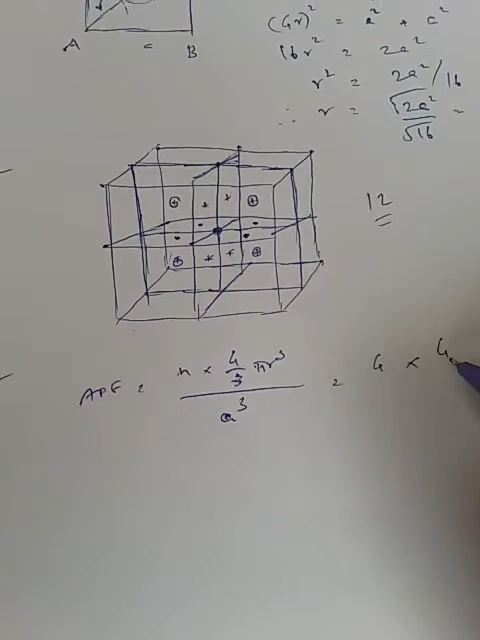 (4r)² = a² + a²
16r² = 2a²
r² = 2a²/16
∴ r = √2a²/√16 =
A a B
12
APF = n × 4/3 πr³ / a³ = 4 × 4